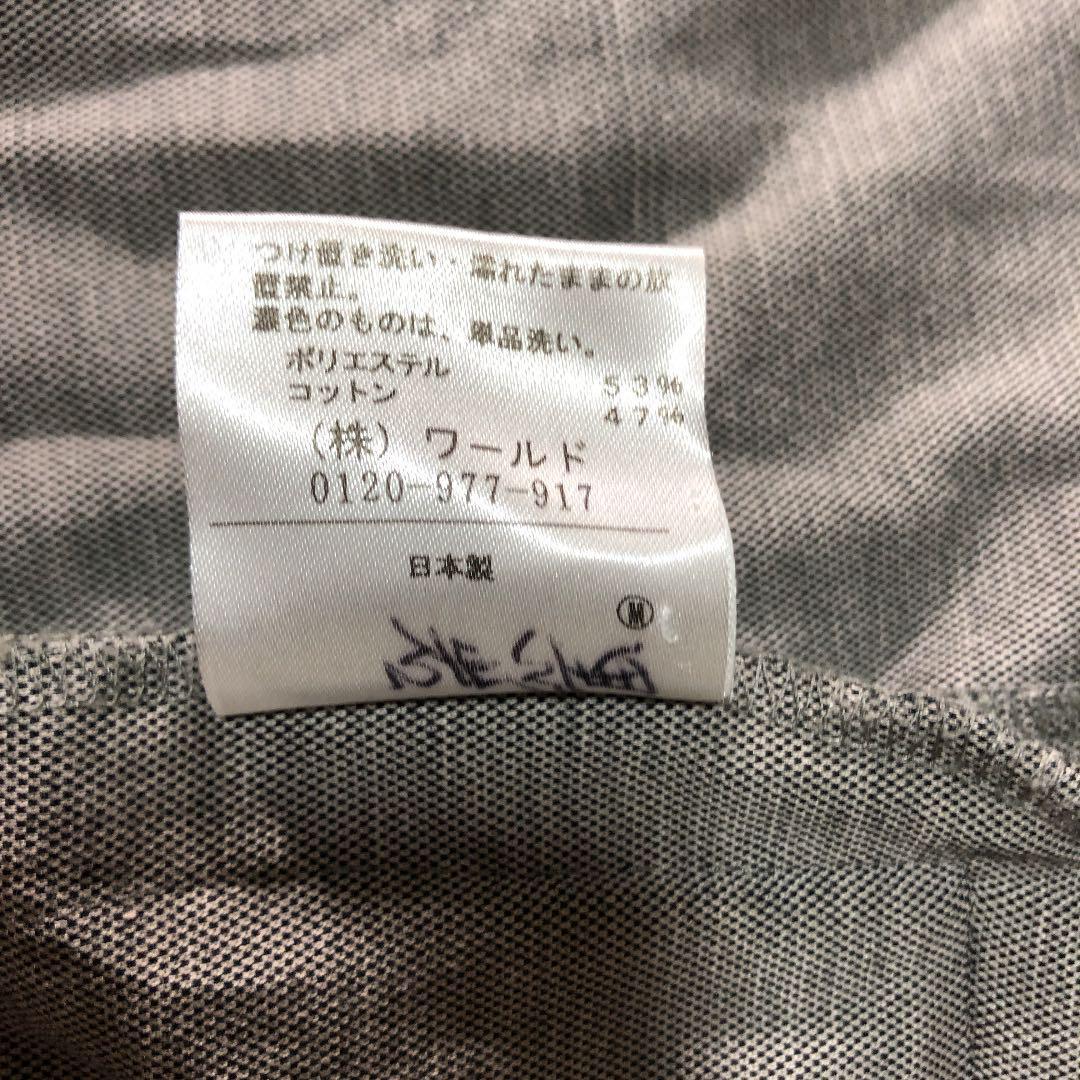 つけ置き洗い・濡れたままの放
置禁止。
濃色のものは、単品洗い。
ポリエステル 53%
コットン 47%
(株) ワールド
0120-977-917
日本製
Ⓜ